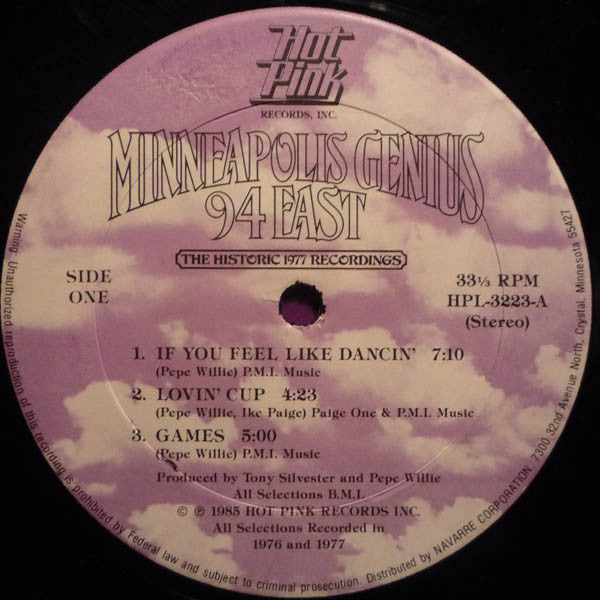 Hot
Pink
RECORDS, INC.
MINNEAPOLIS GENIUS
94 EAST
THE HISTORIC 1977 RECORDINGS
SIDE
ONE
33⅓ RPM
HPL-3223-A
(Stereo)
1. IF YOU FEEL LIKE DANCIN' 7:10
(Pepe Willie) P.M.I. Music
2. LOVIN' CUP 4:23
(Pepe Willie, Ike Paige) Paige One & P.M.I. Music
3. GAMES 5:00
(Pepe Willie) P.M.I. Music
Produced by Tony Silvester and Pepe Willie
All Selections B.M.I.
© ℗ 1985 HOT PINK RECORDS INC.
All Selections Recorded in
1976 and 1977
Warning: Unauthorized reproduction of this recording is prohibited by Federal law and subject to criminal prosecution. Distributed by NAVARRE CORPORATION 7300-32nd Avenue North, Crystal, Minnesota 55427